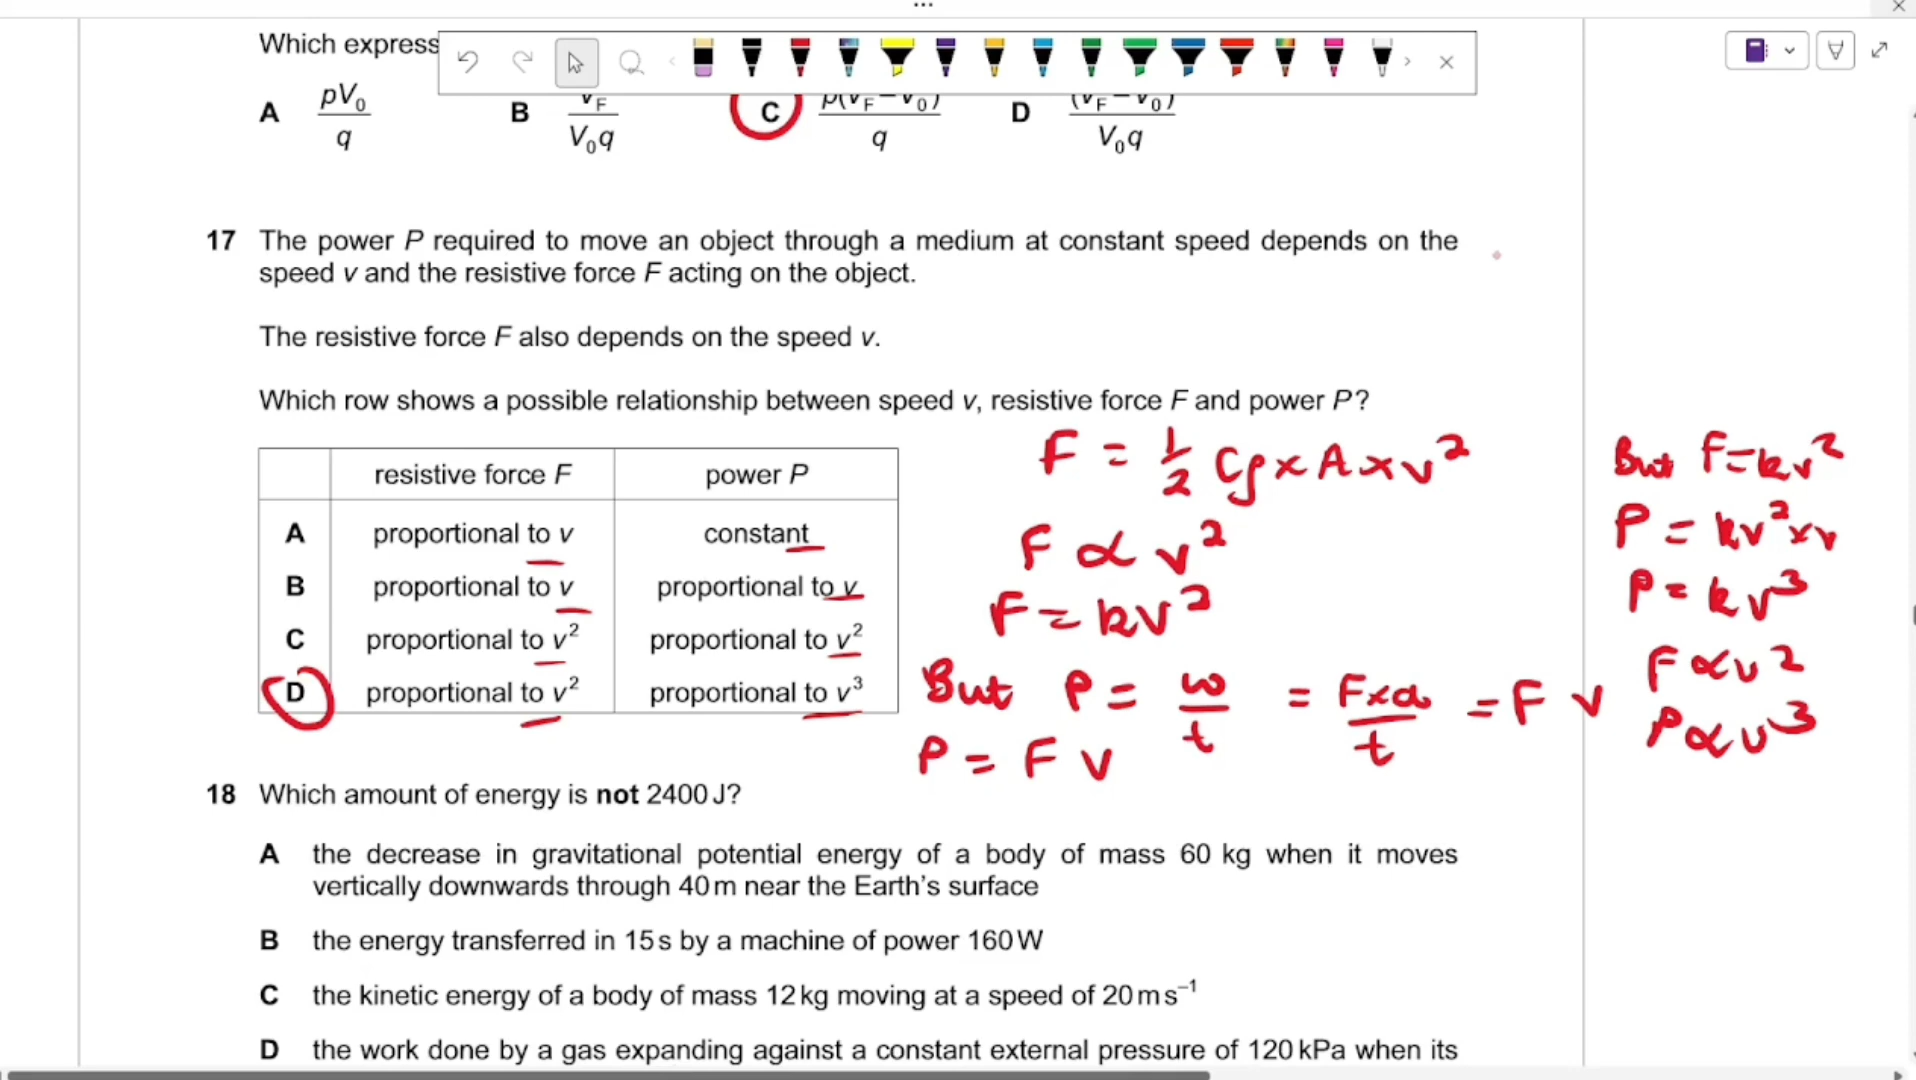 ...
Which express
A pV₀/q B V_F/V₀q C p(V_F − V₀)/q D (V_F − V₀)/V₀q
17 The power P required to move an object through a medium at constant speed depends on the
speed v and the resistive force F acting on the object.
The resistive force F also depends on the speed v.
Which row shows a possible relationship between speed v, resistive force F and power P?
resistive force F power P
A proportional to v constant
B proportional to v proportional to v
C proportional to v² proportional to v²
D proportional to v² proportional to v³
F = ½ Cρ × A × v²
F ∝ v²
F = kv²
But P = w/t = F×d/t = F v
P = F v
But F = kv²
P = kv² × v
P = kv³
F ∝ v²
P ∝ v³
18 Which amount of energy is not 2400 J?
A the decrease in gravitational potential energy of a body of mass 60 kg when it moves
vertically downwards through 40 m near the Earth's surface
B the energy transferred in 15 s by a machine of power 160 W
C the kinetic energy of a body of mass 12 kg moving at a speed of 20 m s⁻¹
D the work done by a gas expanding against a constant external pressure of 120 kPa when its